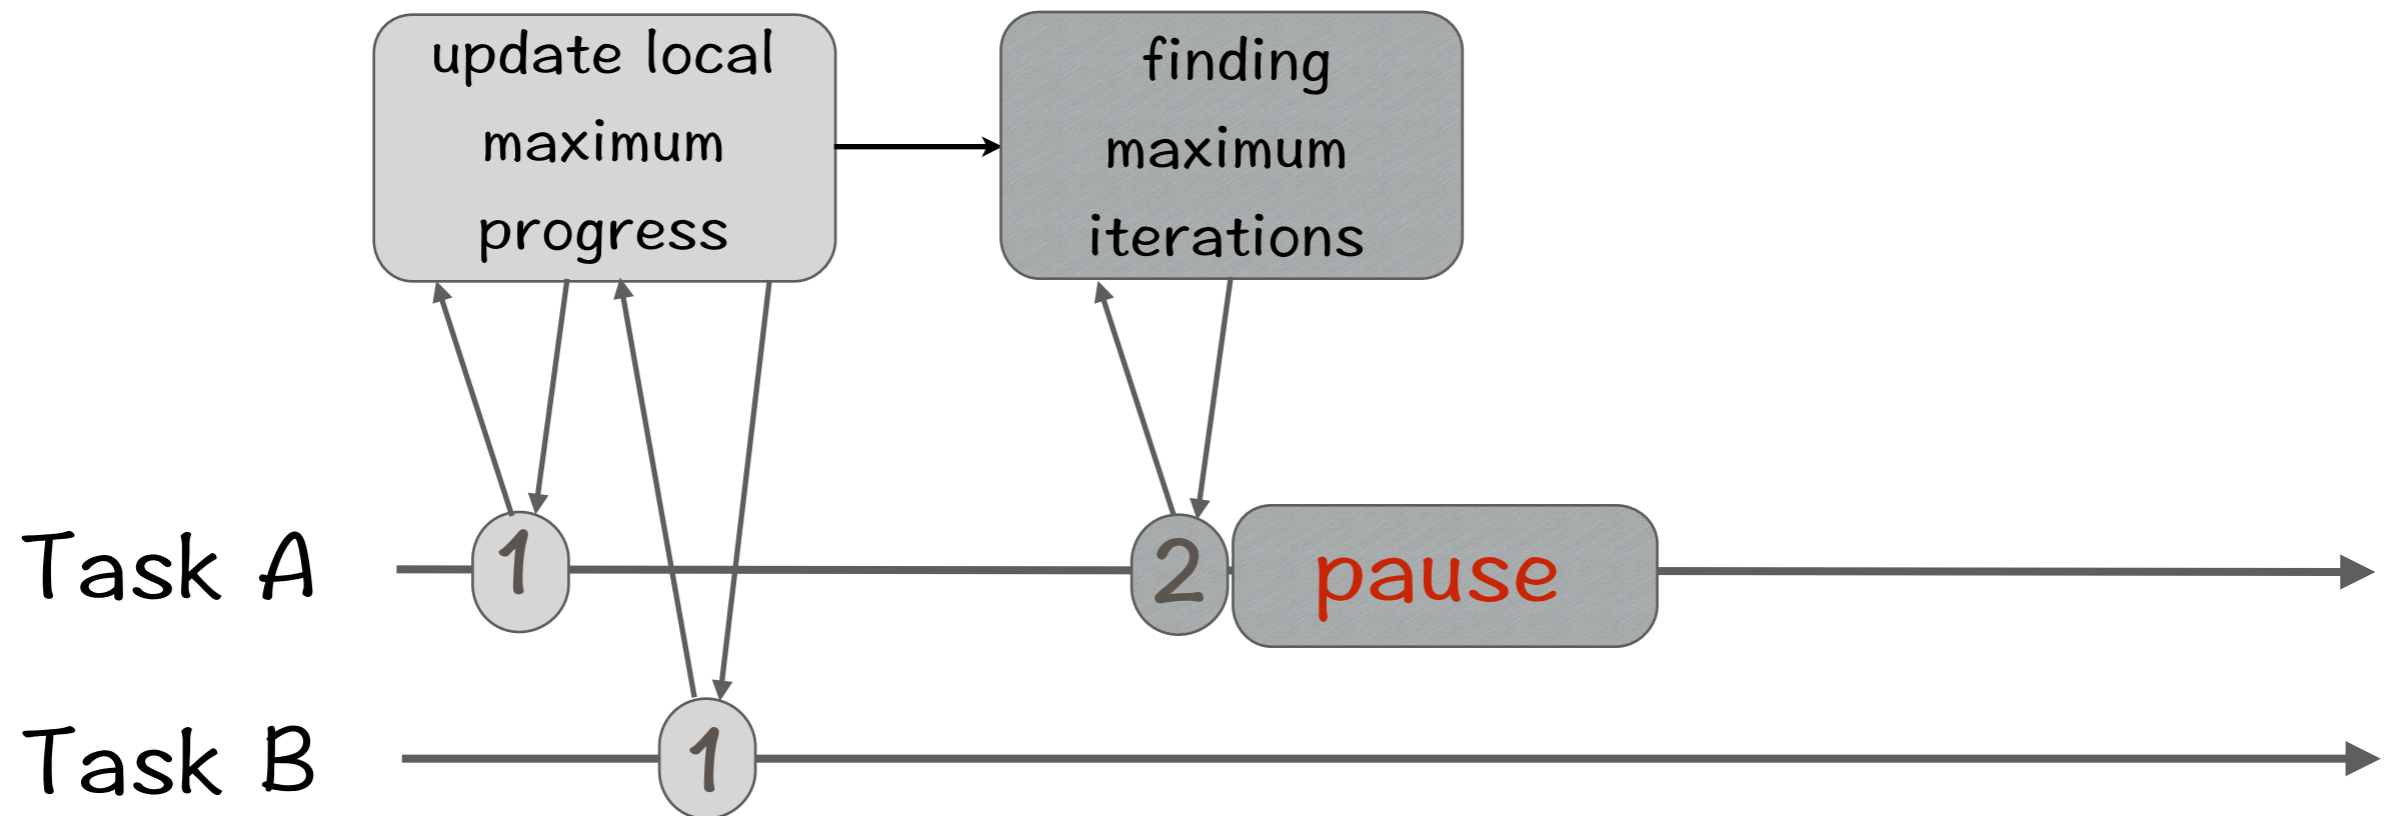 update local
maximum
progress
finding
maximum
iterations
Task A
1
2
pause
Task B
1